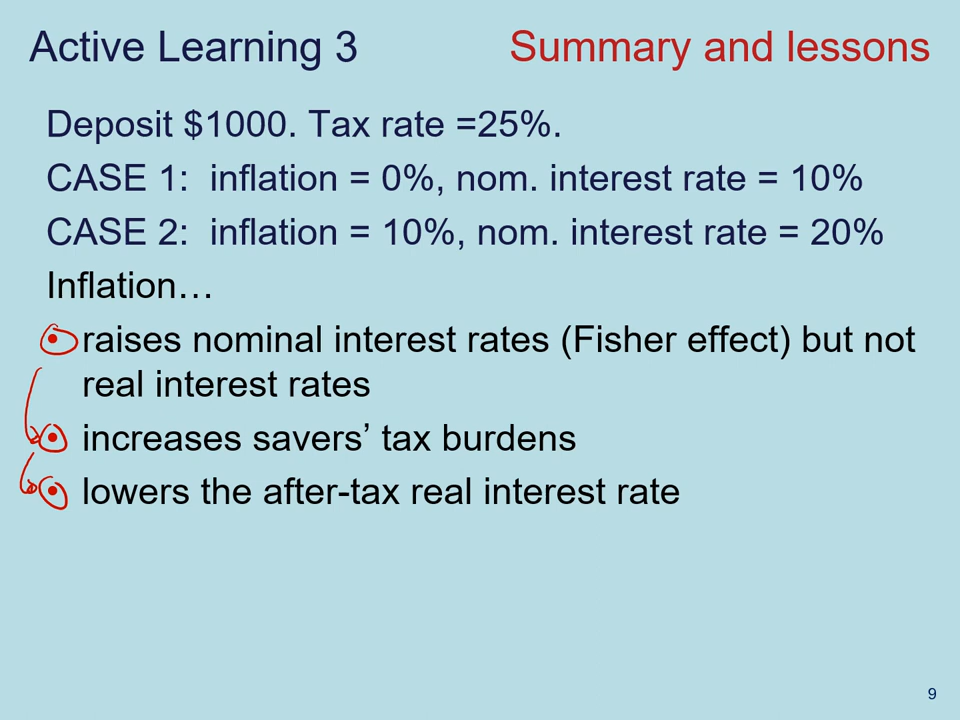 Active Learning 3 Summary and lessons
Deposit $1000. Tax rate =25%.
CASE 1: inflation = 0%, nom. interest rate = 10%
CASE 2: inflation = 10%, nom. interest rate = 20%
Inflation…
• raises nominal interest rates (Fisher effect) but not
real interest rates
• increases savers’ tax burdens
• lowers the after-tax real interest rate
9